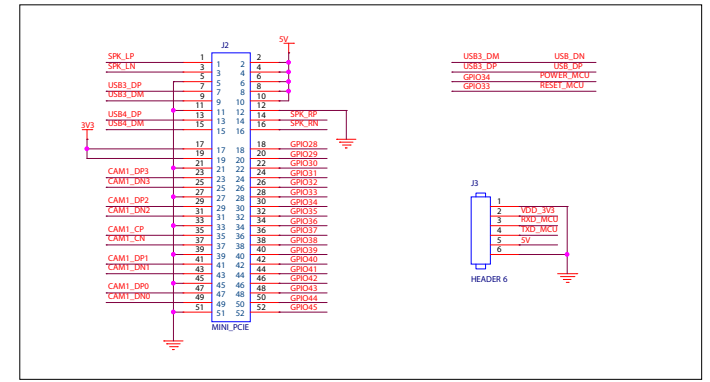 J2
5V
SPK_LP 1 1 2 2
SPK_LN 3 3 4 4
5 5 6 6
USB3_DP 7 7 8 8
USB3_DM 9 9 10 10
11 11 12 12
USB4_DP 13 13 14 14 SPK_RP
USB4_DM 15 15 16 16 SPK_RN
3V3
17 17 18 18 GPIO28
19 19 20 20 GPIO29
21 21 22 22 GPIO30
CAM1_DP3 23 23 24 24 GPIO31
CAM1_DN3 25 25 26 26 GPIO32
27 27 28 28 GPIO33
CAM1_DP2 29 29 30 30 GPIO34
CAM1_DN2 31 31 32 32 GPIO35
33 33 34 34 GPIO36
CAM1_CP 35 35 36 36 GPIO37
CAM1_CN 37 37 38 38 GPIO38
39 39 40 40 GPIO39
CAM1_DP1 41 41 42 42 GPIO40
CAM1_DN1 43 43 44 44 GPIO41
45 45 46 46 GPIO42
CAM1_DP0 47 47 48 48 GPIO43
CAM1_DN0 49 49 50 50 GPIO44
51 51 52 52 GPIO45
MINI_PCIE
USB3_DM USB_DN
USB3_DP USB_DP
GPIO34 POWER_MCU
GPIO33 RESET_MCU
J3
1
2 VDD_3V3
3 RXD_MCU
4 TXD_MCU
5 5V
6
HEADER 6